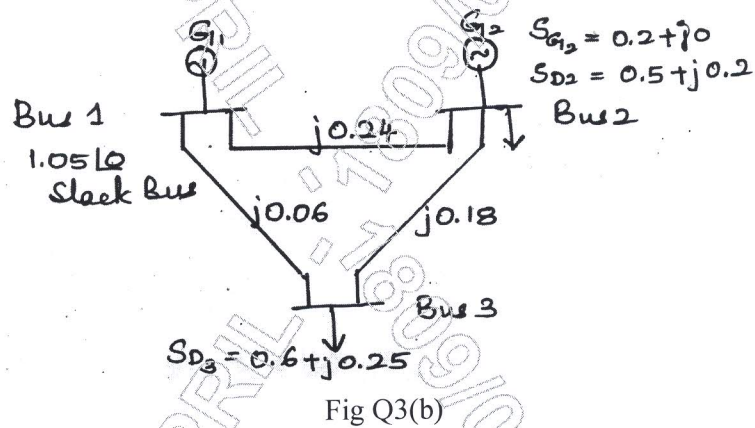 G1
G2
S_G2 = 0.2+j0
S_D2 = 0.5+j0.2
Bus 1
j0.24
Bus2
1.05∠0
Slack Bus
j0.06
j0.18
Bus 3
S_D3 = 0.6+j0.25
Fig Q3(b)